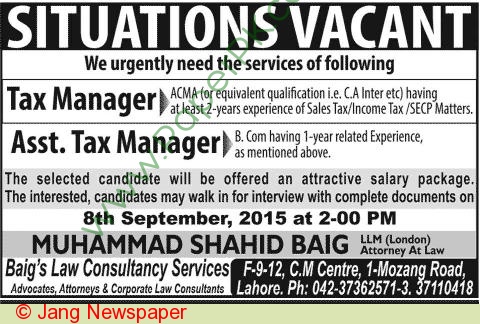 SITUATIONS VACANT
We urgently need the services of following
Tax Manager ACMA (or equivalent qualification i.e. C.A Inter etc) having
at least 2-years experience of Sales Tax/Income Tax /SECP Matters.
Asst. Tax Manager B. Com having 1-year related Experience,
as mentioned above.
The selected candidate will be offered an attractive salary package.
The interested, candidates may walk in for interview with complete documents on
8th September, 2015 at 2-00 PM
MUHAMMAD SHAHID BAIG LLM (London)
Attorney At Law
Baig's Law Consultancy Services
Advocates, Attorneys & Corporate Law Consultants
F-9-12, C.M Centre, 1-Mozang Road,
Lahore. Ph: 042-37362571-3, 37110418
www.PaperPk.com
© Jang Newspaper